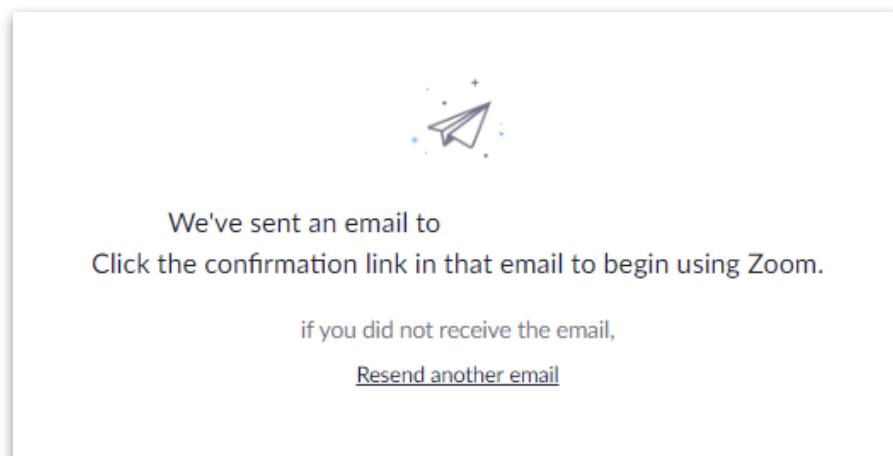 We've sent an email to
Click the confirmation link in that email to begin using Zoom.
if you did not receive the email,
Resend another email